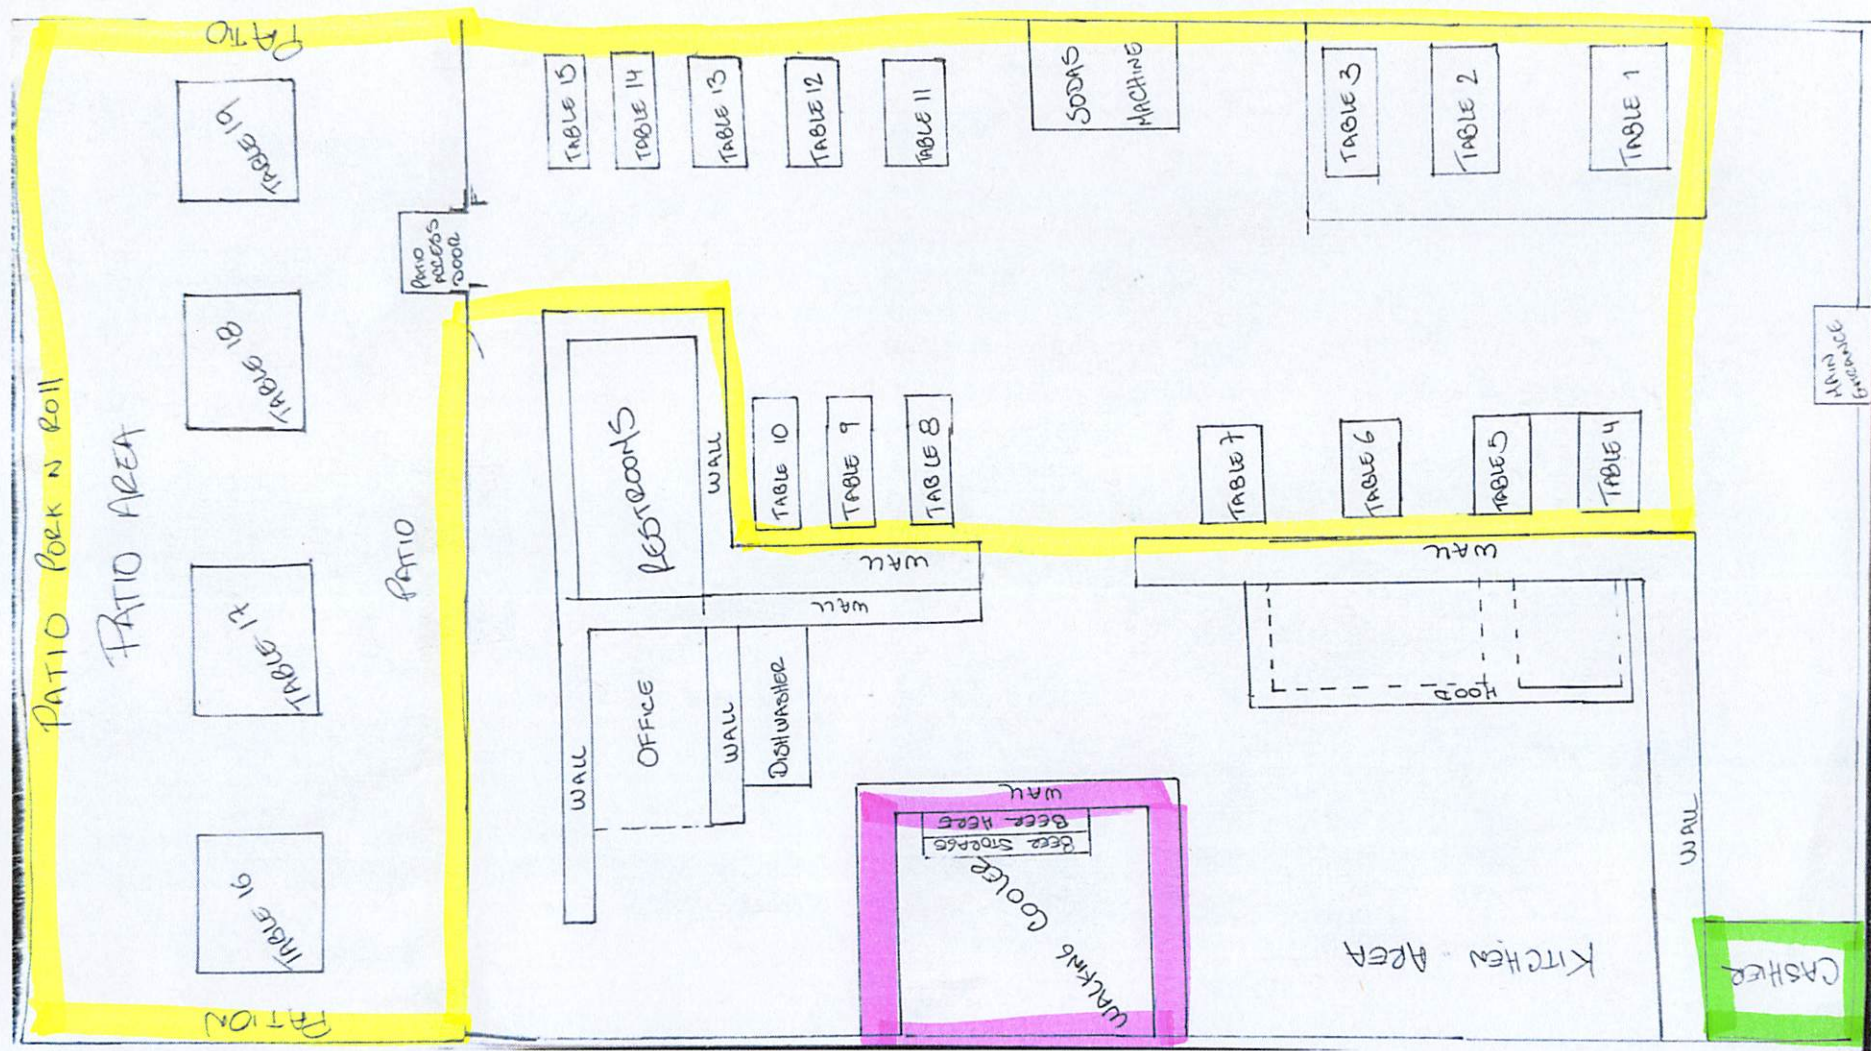 PATIO
PATIO PORK N ROLL
PATIO AREA
TABLE 19
TABLE 18
TABLE 17
TABLE 16
PATION
PATIO
PATIO
ACCESS
DOOR
TABLE 15
TABLE 14
TABLE 13
TABLE 12
TABLE 11
SODAS
MACHINE
TABLE 3
TABLE 2
TABLE 1
RESTROOMS
WALL
TABLE 10
TABLE 9
TABLE 8
TABLE 7
TABLE 6
TABLE 5
TABLE 4
MAIN
ENTRANCE
WALL
WALL
WALL
HOOD
WALL
OFFICE
WALL
DISHWASHER
WALL
BEER HERE
BEER STORAGE
WALKING COOLER
KITCHEN AREA
WALL
CASHIER